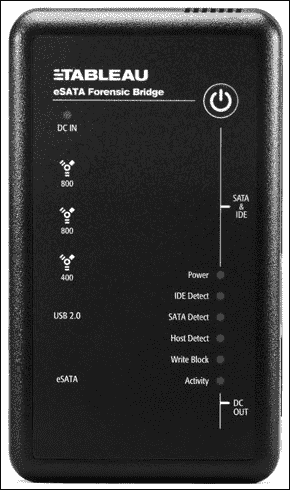 TABLEAU
eSATA Forensic Bridge
DC IN
800
800
400
USB 2.0
eSATA
SATA
&
IDE
Power
IDE Detect
SATA Detect
Host Detect
Write Block
Activity
DC
OUT